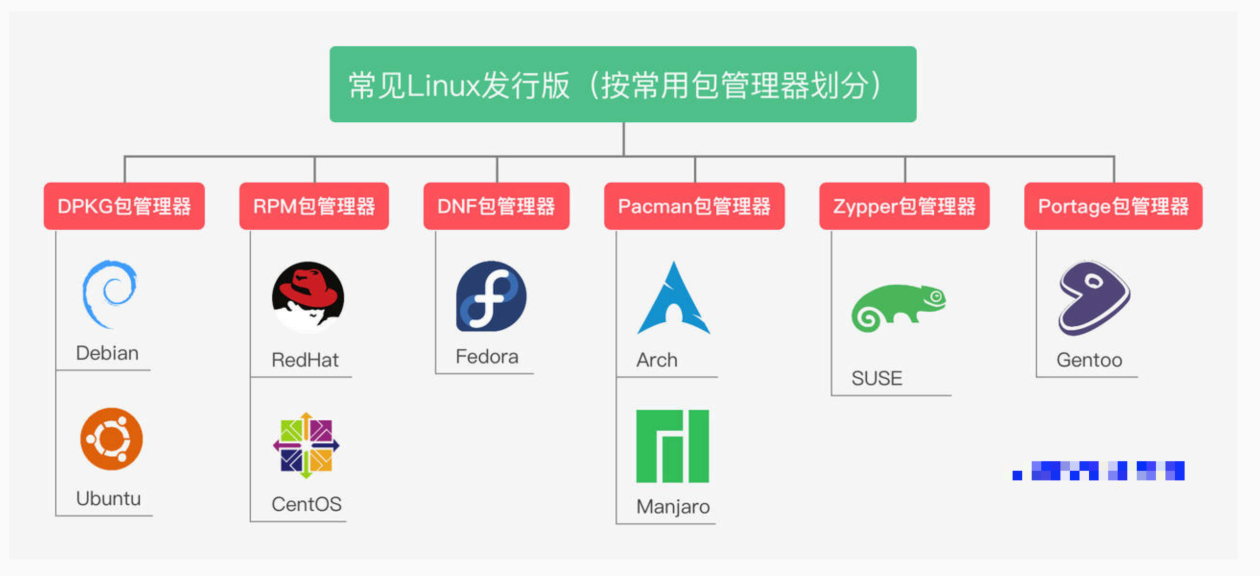 常见Linux发行版（按常用包管理器划分）
DPKG包管理器
RPM包管理器
DNF包管理器
Pacman包管理器
Zypper包管理器
Portage包管理器
Debian
RedHat
Fedora
Arch
SUSE
Gentoo
Ubuntu
CentOS
Manjaro